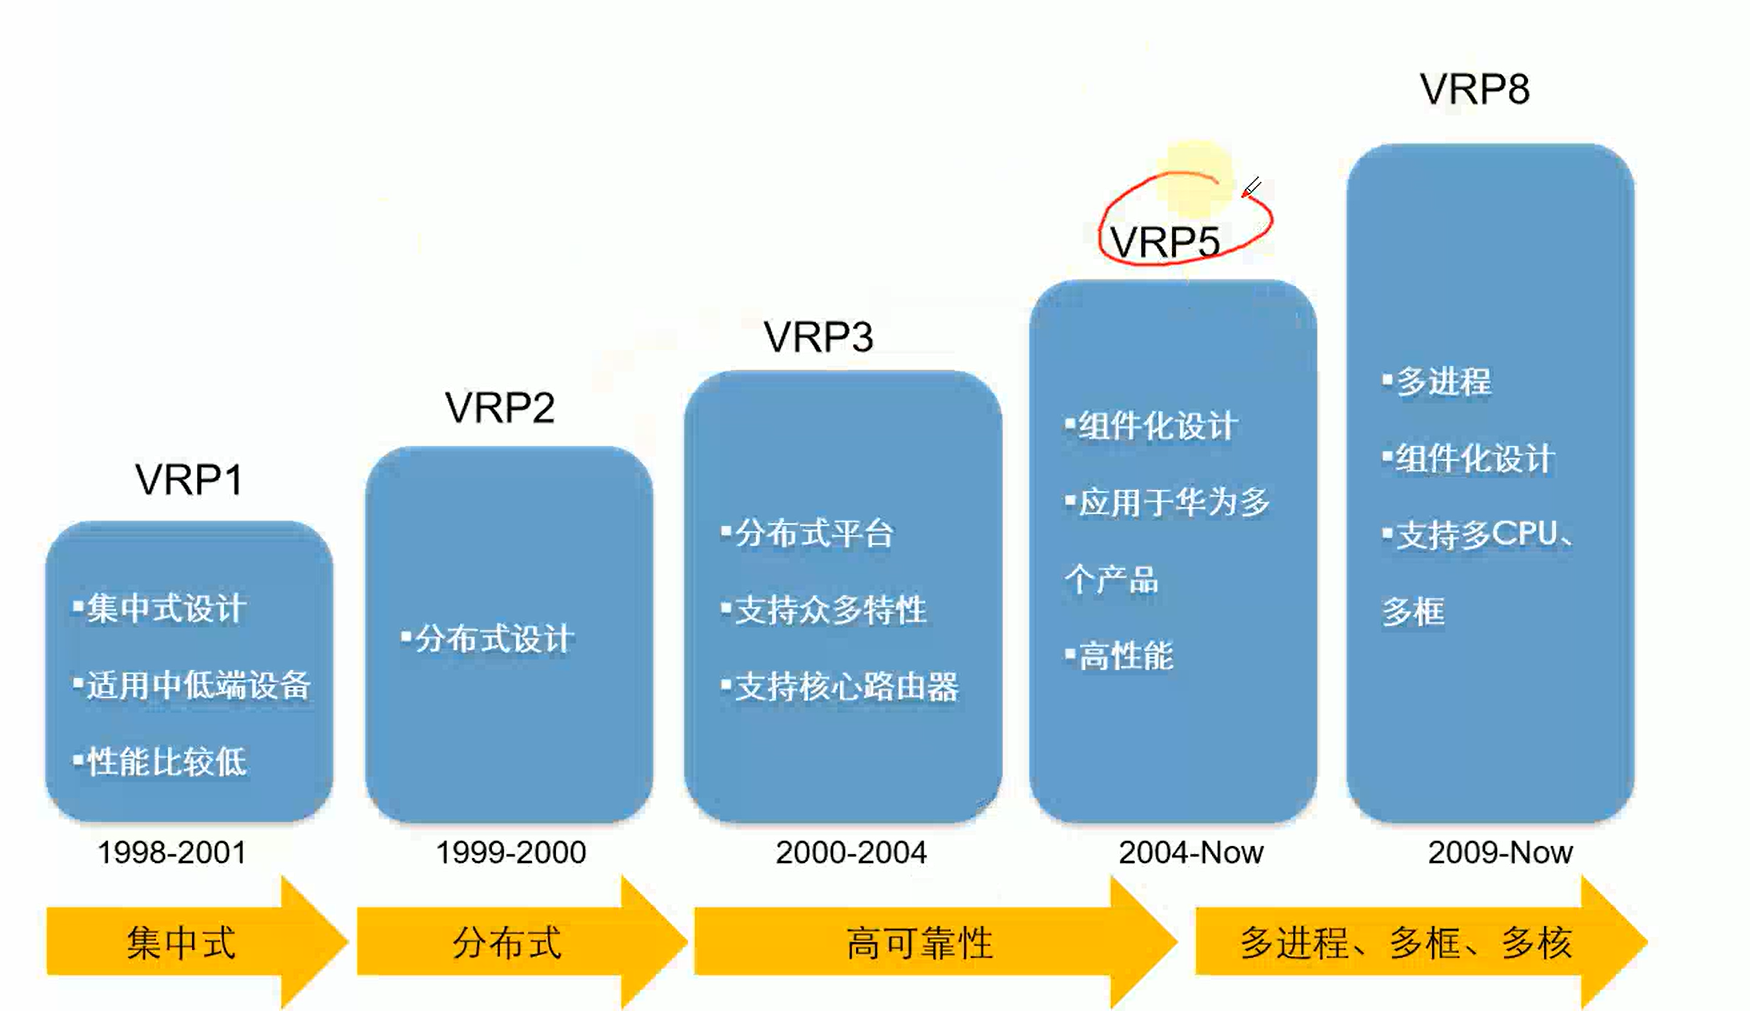 VRP1
▪集中式设计
▪适用中低端设备
▪性能比较低
1998-2001
VRP2
▪分布式设计
1999-2000
VRP3
▪分布式平台
▪支持众多特性
▪支持核心路由器
2000-2004
VRP5
▪组件化设计
▪应用于华为多
个产品
▪高性能
2004-Now
VRP8
▪多进程
▪组件化设计
▪支持多CPU、
多框
2009-Now
集中式
分布式
高可靠性
多进程、多框、多核